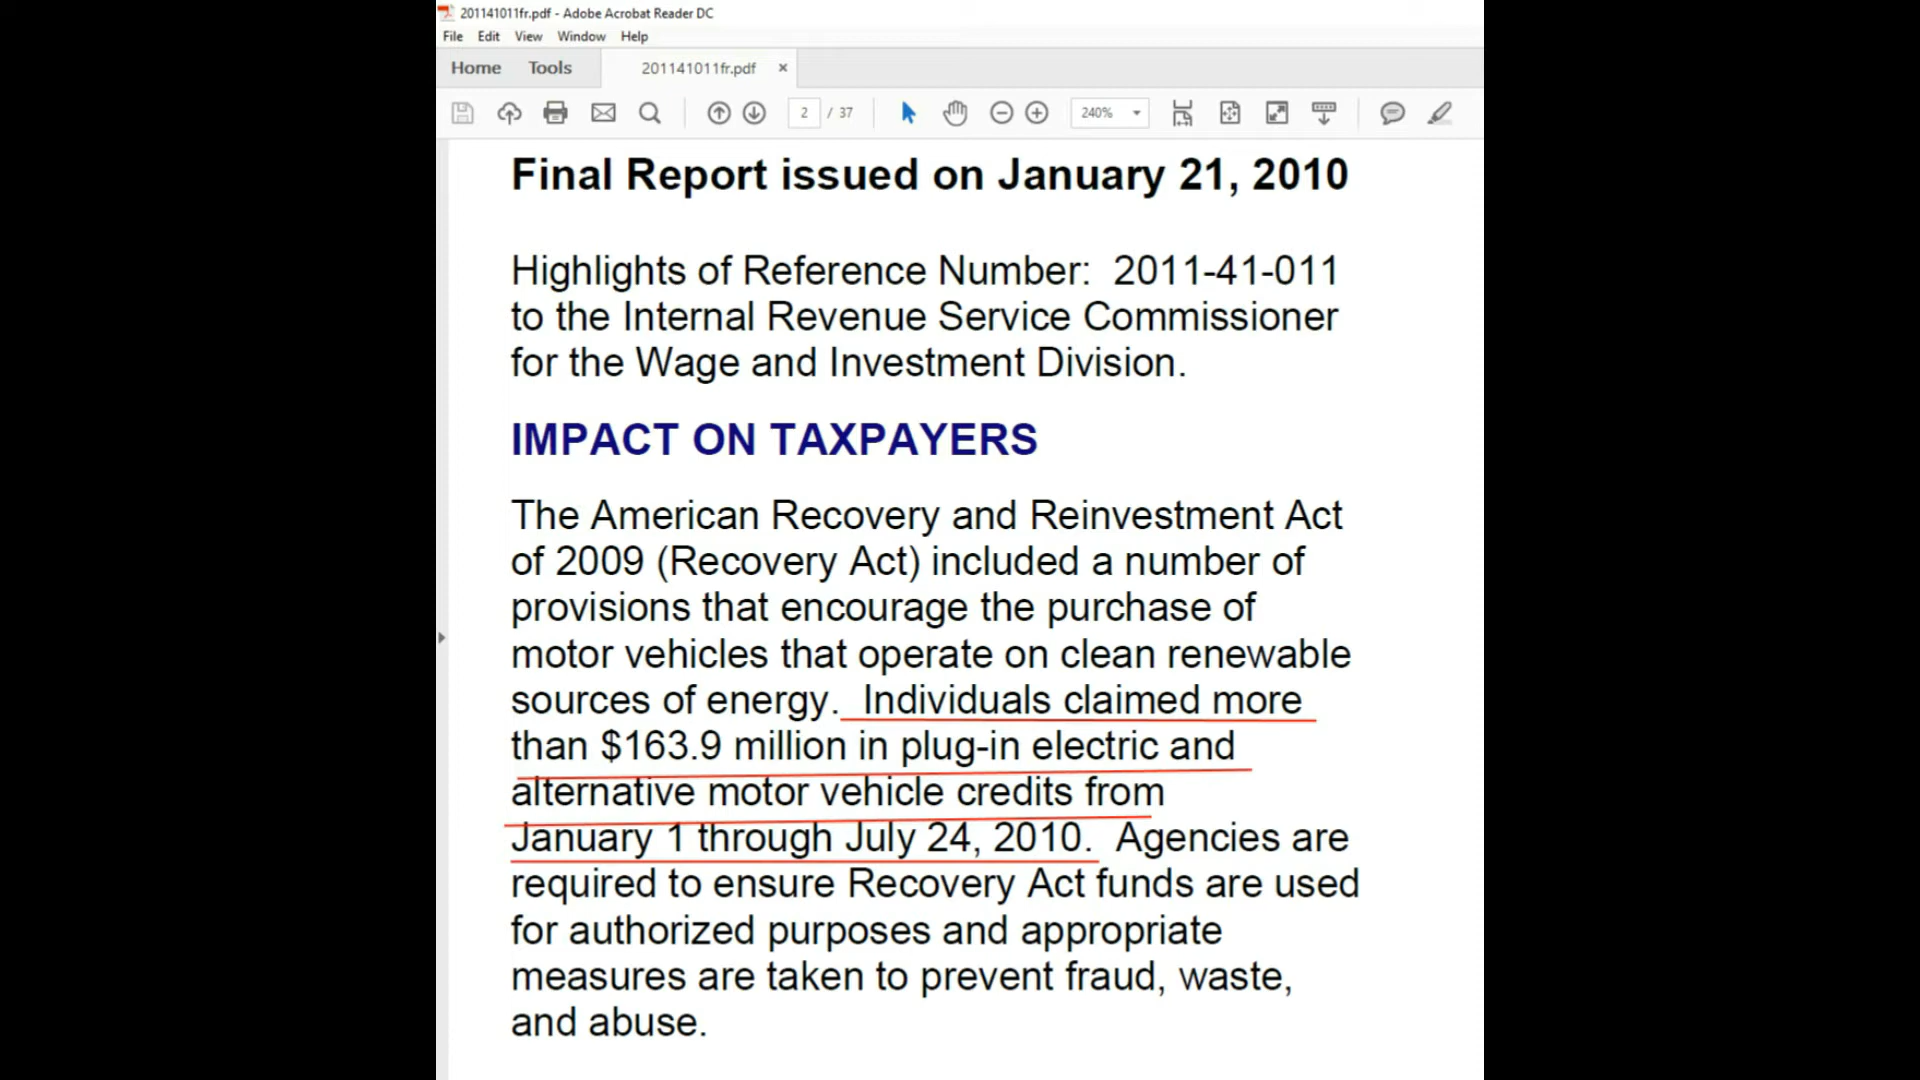 201141011fr.pdf - Adobe Acrobat Reader DC
File Edit View Window Help
Home Tools 201141011fr.pdf ×
2 / 37 240%
Final Report issued on January 21, 2010
Highlights of Reference Number: 2011-41-011
to the Internal Revenue Service Commissioner
for the Wage and Investment Division.
IMPACT ON TAXPAYERS
The American Recovery and Reinvestment Act
of 2009 (Recovery Act) included a number of
provisions that encourage the purchase of
motor vehicles that operate on clean renewable
sources of energy. Individuals claimed more
than $163.9 million in plug-in electric and
alternative motor vehicle credits from
January 1 through July 24, 2010. Agencies are
required to ensure Recovery Act funds are used
for authorized purposes and appropriate
measures are taken to prevent fraud, waste,
and abuse.